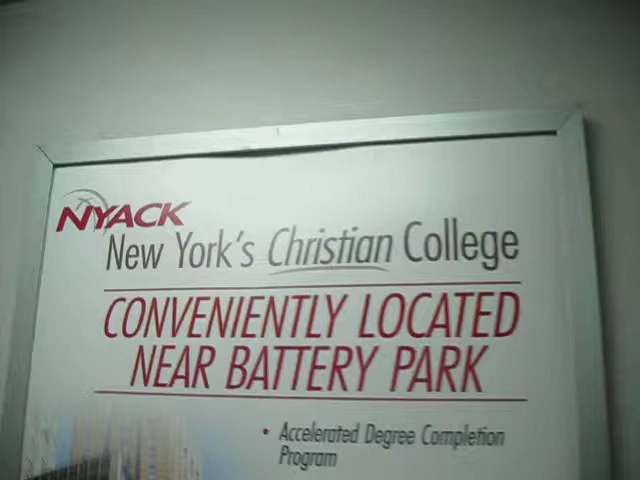 NYACK
New York's Christian College
CONVENIENTLY LOCATED
NEAR BATTERY PARK
• Accelerated Degree Completion
Program